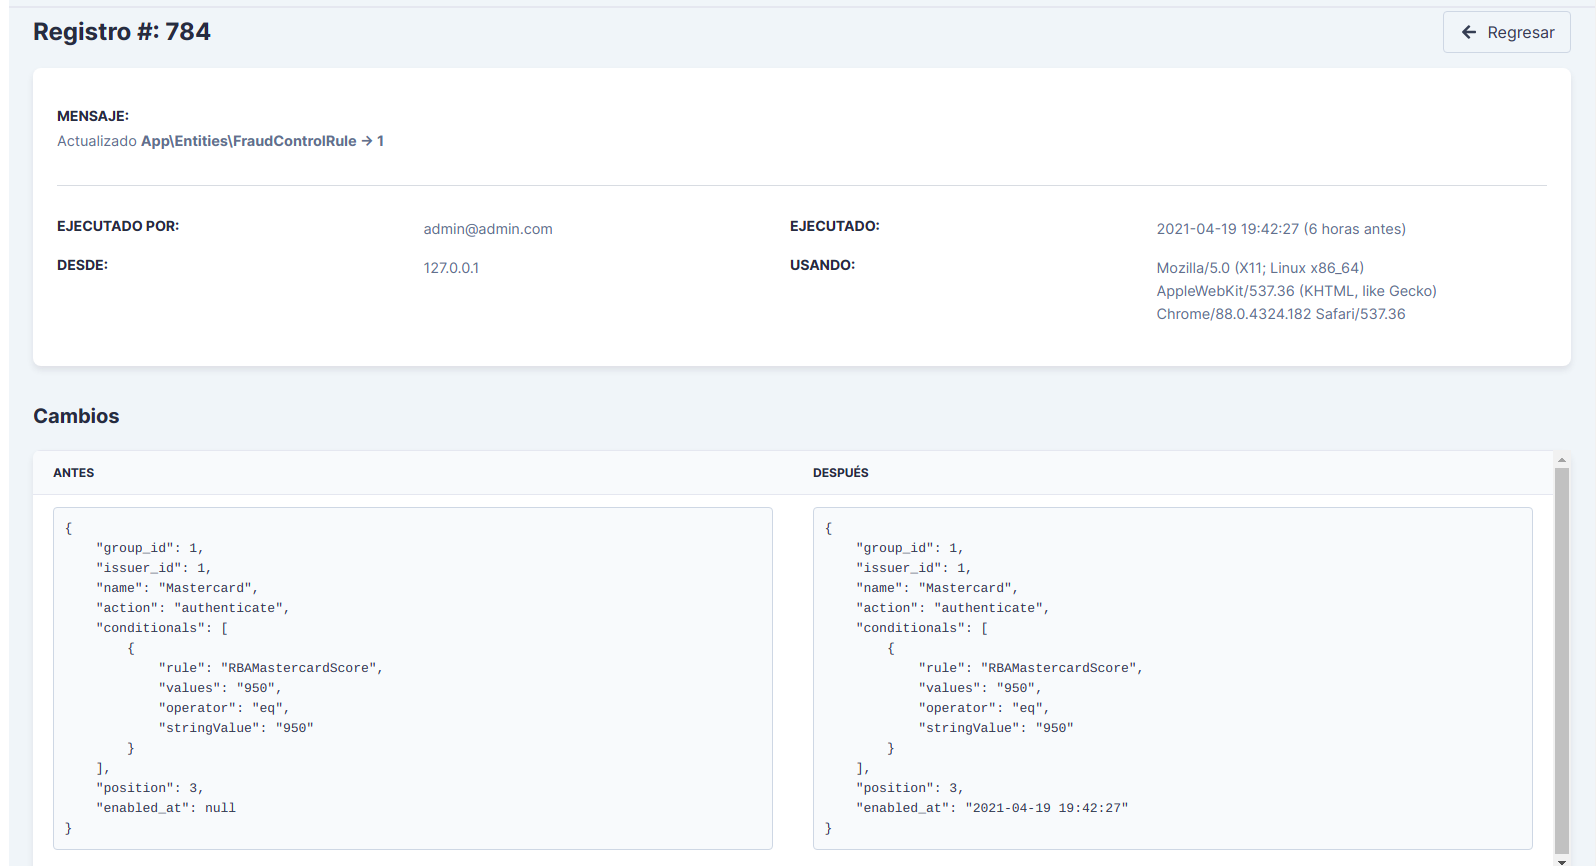 Registro #: 784
← Regresar
MENSAJE:
Actualizado App\Entities\FraudControlRule → 1
EJECUTADO POR:
admin@admin.com
EJECUTADO:
2021-04-19 19:42:27 (6 horas antes)
DESDE:
127.0.0.1
USANDO:
Mozilla/5.0 (X11; Linux x86_64)
AppleWebKit/537.36 (KHTML, like Gecko)
Chrome/88.0.4324.182 Safari/537.36
Cambios
ANTES
{
    "group_id": 1,
    "issuer_id": 1,
    "name": "Mastercard",
    "action": "authenticate",
    "conditionals": [
        {
            "rule": "RBAMastercardScore",
            "values": "950",
            "operator": "eq",
            "stringValue": "950"
        }
    ],
    "position": 3,
    "enabled_at": null
}
DESPUÉS
{
    "group_id": 1,
    "issuer_id": 1,
    "name": "Mastercard",
    "action": "authenticate",
    "conditionals": [
        {
            "rule": "RBAMastercardScore",
            "values": "950",
            "operator": "eq",
            "stringValue": "950"
        }
    ],
    "position": 3,
    "enabled_at": "2021-04-19 19:42:27"
}